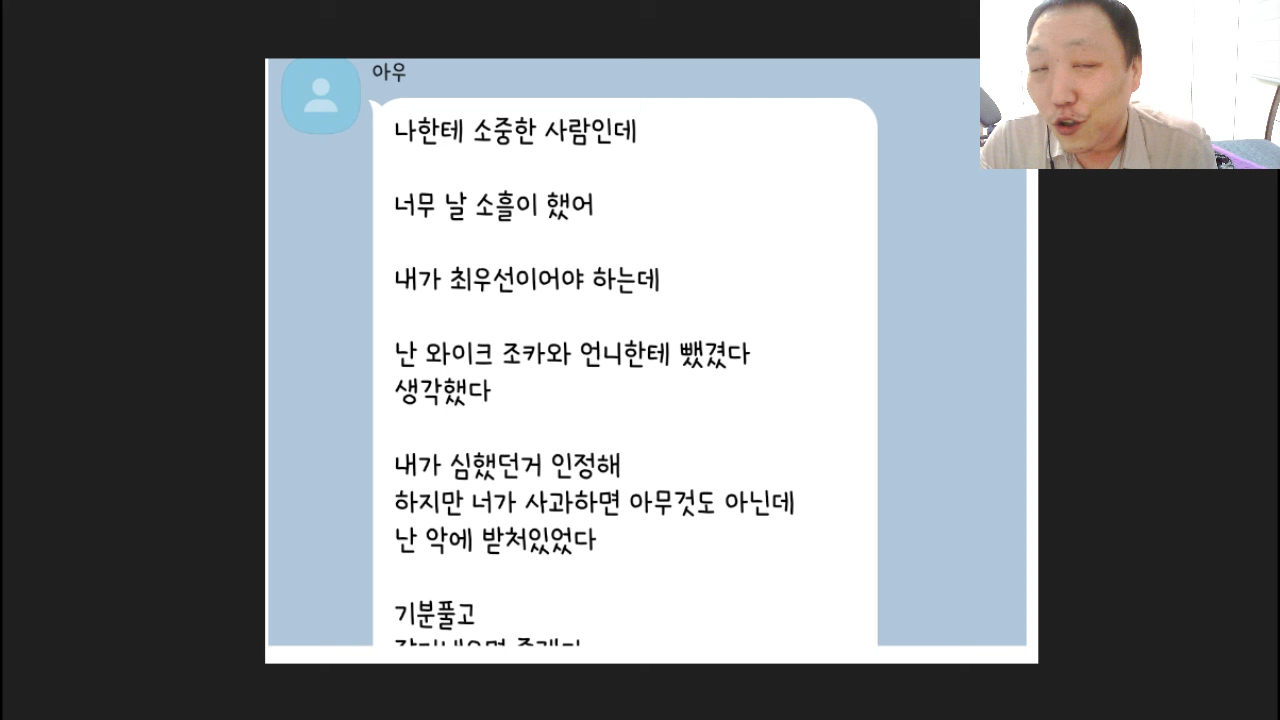 아우
나한테 소중한 사람인데
너무 날 소흘이 했어
내가 최우선이어야 하는데
난 와이크 조카와 언니한테 뺐겼다
생각했다
내가 심했던거 인정해
하지만 너가 사과하면 아무것도 아닌데
난 악에 받처있었다
기분풀고